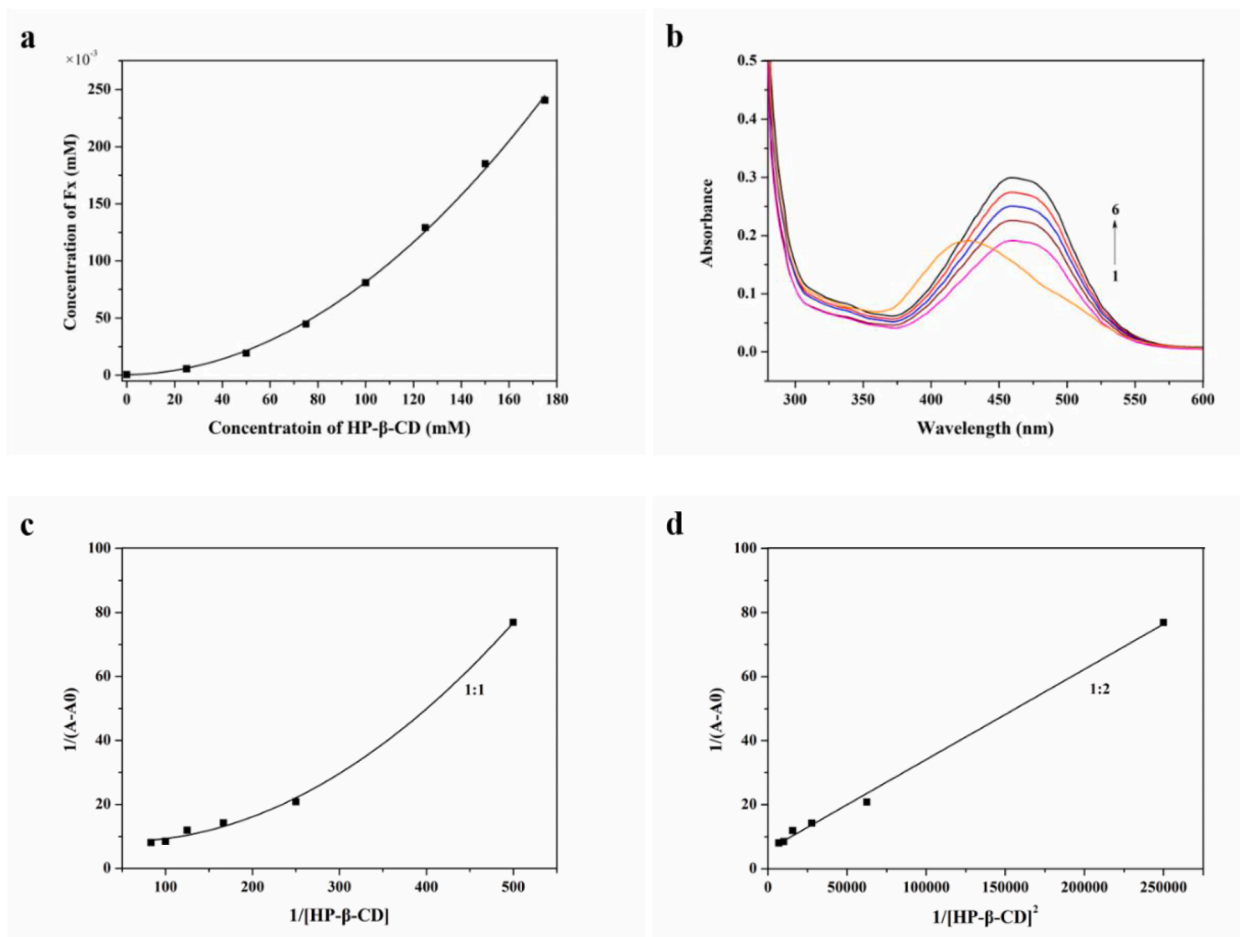 a
×10⁻³
250
200
150
100
50
0
Concentration of Fx (mM)
0 20 40 60 80 100 120 140 160 180
Concentratoin of HP-β-CD (mM)
b
0.5
0.4
0.3
0.2
0.1
0.0
Absorbance
6
1
300 350 400 450 500 550 600
Wavelength (nm)
c
100
80
60
40
20
0
1/(A-A0)
1:1
100 200 300 400 500
1/[HP-β-CD]
d
100
80
60
40
20
0
1/(A-A0)
1:2
0 50000 100000 150000 200000 250000
1/[HP-β-CD]²